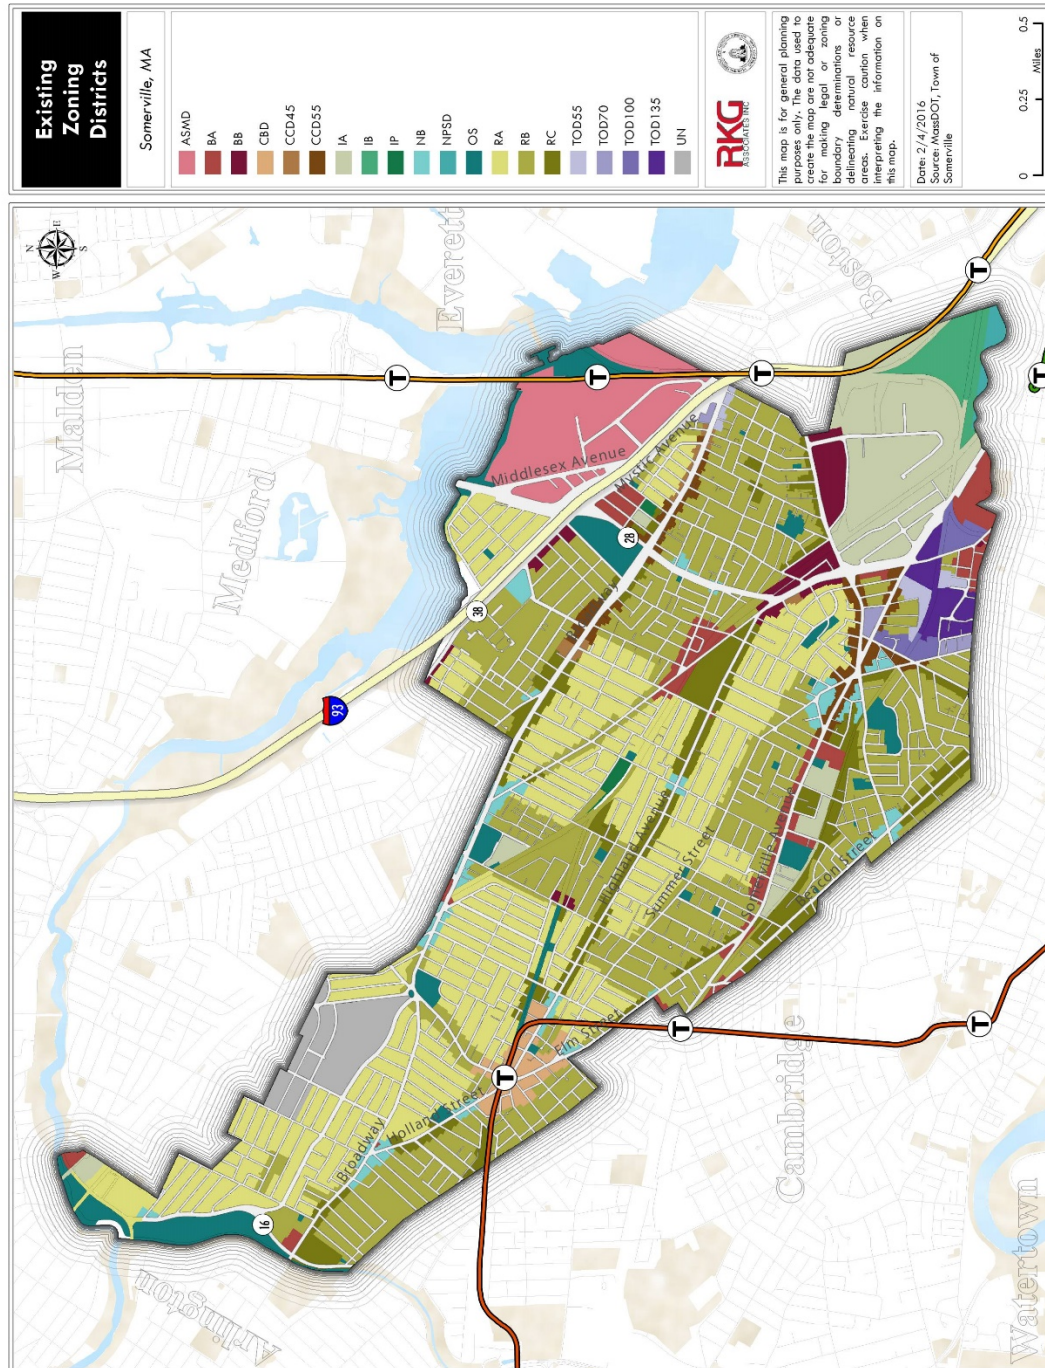 Existing
Zoning
Districts
Somerville, MA
ASMD
BA
BB
CBD
CCD45
CCD55
IA
IB
IP
NB
NPSD
OS
RA
RB
RC
TOD55
TOD70
TOD100
TOD135
UN
RKG
ASSOCIATES INC
This map is for general planning
purposes only. The data used to
create the map are not adequate
for making legal or zoning
boundary determinations or
delineating natural resource
areas. Exercise caution when
interpreting the information on
this map.
Date: 2/4/2016
Source: MassDOT, Town of
Somerville
0
0.25
0.5
Miles
N
W
E
S
Malden
Everett
Medford
Boston
Arlington
Cambridge
Watertown
Middlesex Avenue
Mystic Avenue
Highland Avenue
Summer Street
Somerville Avenue
Beacon Street
Elm Street
Holland Street
Broadway
93
38
28
16
T
T
T
T
T
T
T
T